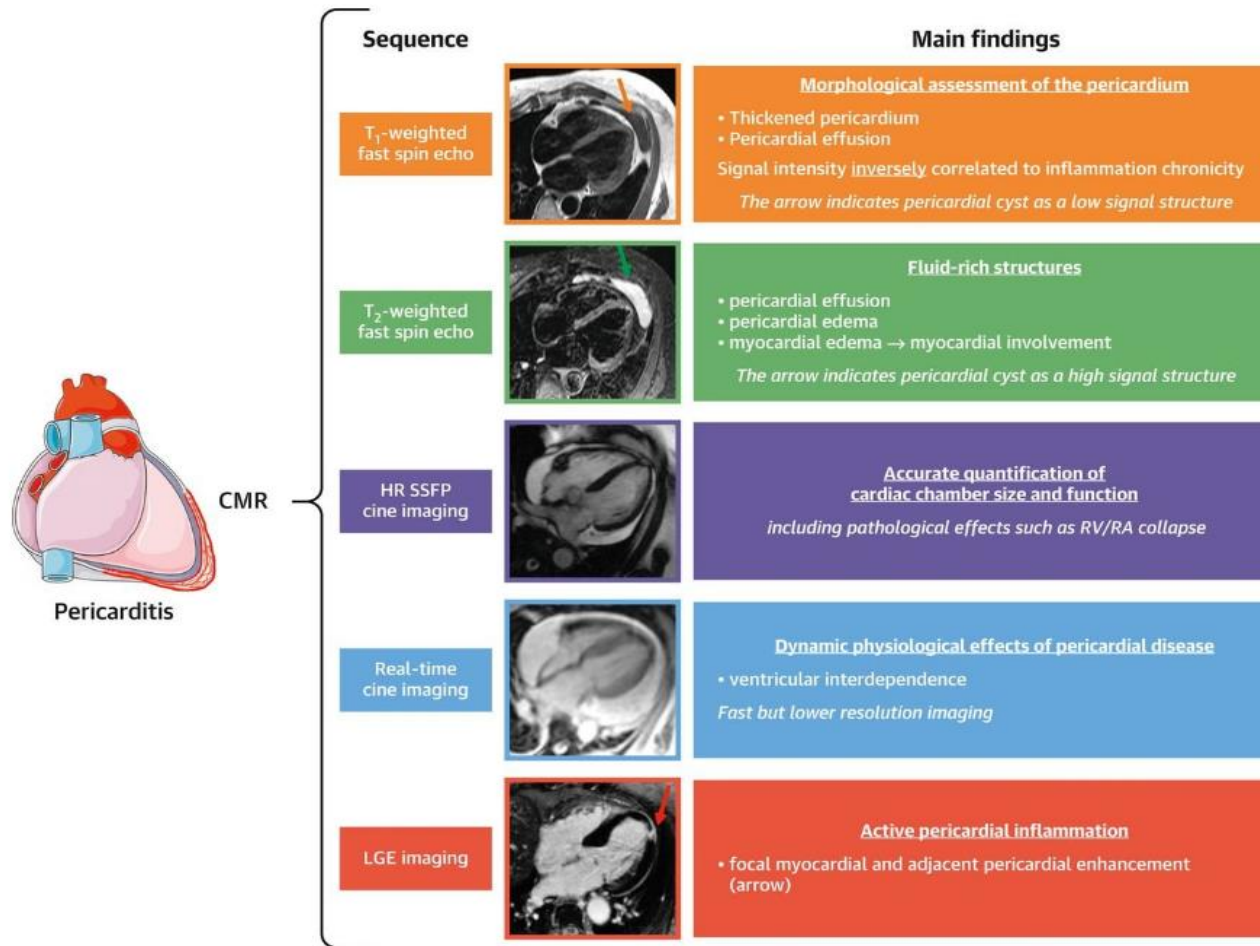 Sequence
Main findings
T₁-weighted
fast spin echo
Morphological assessment of the pericardium
• Thickened pericardium
• Pericardial effusion
Signal intensity inversely correlated to inflammation chronicity
The arrow indicates pericardial cyst as a low signal structure
T₂-weighted
fast spin echo
Fluid-rich structures
• pericardial effusion
• pericardial edema
• myocardial edema → myocardial involvement
The arrow indicates pericardial cyst as a high signal structure
Pericarditis
CMR
HR SSFP
cine imaging
Accurate quantification of
cardiac chamber size and function
including pathological effects such as RV/RA collapse
Real-time
cine imaging
Dynamic physiological effects of pericardial disease
• ventricular interdependence
Fast but lower resolution imaging
LGE imaging
Active pericardial inflammation
• focal myocardial and adjacent pericardial enhancement
(arrow)